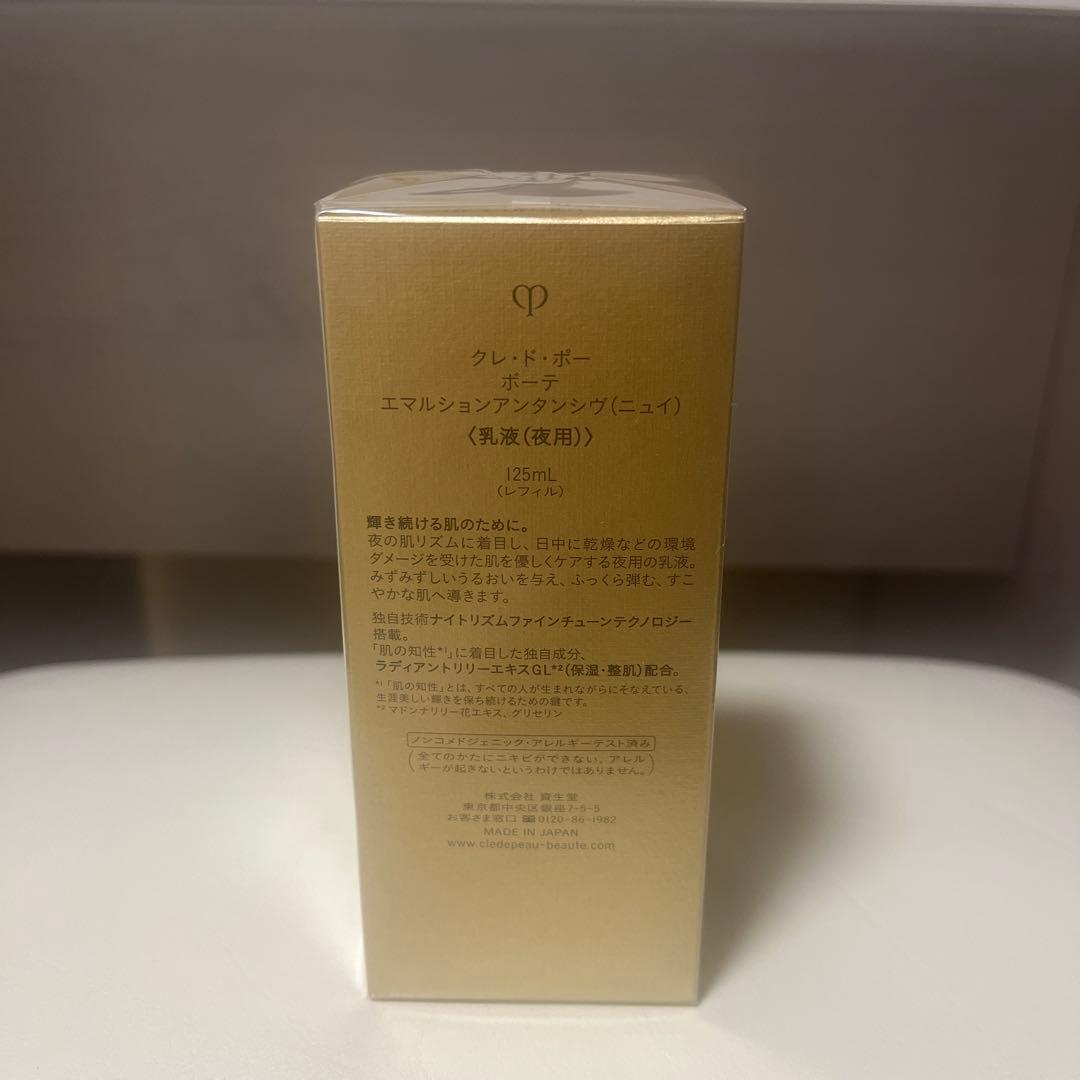 クレ・ド・ポー
ボーテ
エマルションアンタンシヴ(ニュイ)
〈乳液(夜用)〉
125mL
(レフィル)
輝き続ける肌のために。
夜の肌リズムに着目し、日中に乾燥などの環境
ダメージを受けた肌を優しくケアする夜用の乳液。
みずみずしいうるおいを与え、ふっくら弾む、すこ
やかな肌へ導きます。
独自技術ナイトリズムファインチューンテクノロジー
搭載。
「肌の知性*1」に着目した独自成分、
ラディアントリリーエキスGL*2(保湿・整肌)配合。
*1「肌の知性」とは、すべての人が生まれながらにそなえている、
生涯美しい輝きを保ち続けるための鍵です。
*2 マドンナリリー花エキス、グリセリン
ノンコメドジェニック・アレルギーテスト済み
(全てのかたにニキビができない、アレル
ギーが起きないというわけではありません。)
株式会社 資生堂
東京都中央区銀座7-5-5
お客さま窓口 0120-86-1982
MADE IN JAPAN
www.cledepeau-beaute.com